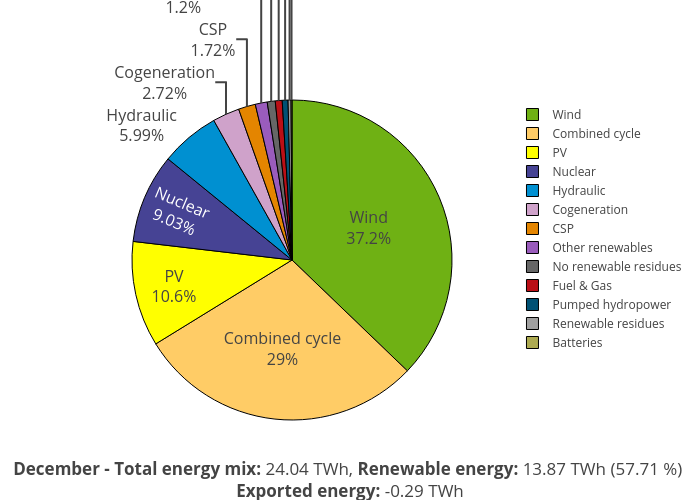 1.2%
CSP
1.72%
Cogeneration
2.72%
Hydraulic
5.99%
Nuclear
9.03%
PV
10.6%
Wind
37.2%
Combined cycle
29%
Wind
Combined cycle
PV
Nuclear
Hydraulic
Cogeneration
CSP
Other renewables
No renewable residues
Fuel & Gas
Pumped hydropower
Renewable residues
Batteries
December - Total energy mix: 24.04 TWh, Renewable energy: 13.87 TWh (57.71 %)
Exported energy: -0.29 TWh